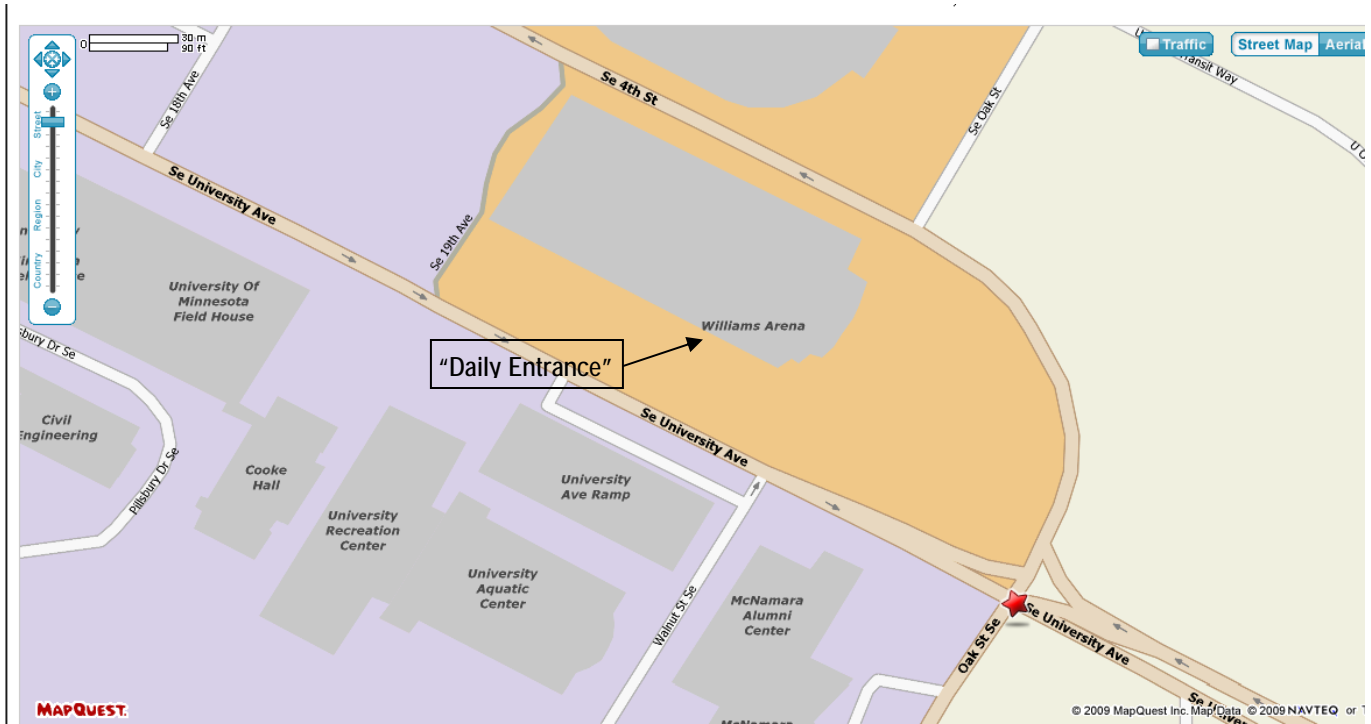 0
30 m
90 ft
Traffic
Street Map
Aerial
Transit Way
Se 18th Ave
Se 4th St
Se Oak St
Street
City
Region
Country
Se University Ave
Se 19th Ave
University Of
Minnesota
Field House
Williams Arena
"Daily Entrance"
Pillsbury Dr Se
Civil
Engineering
Cooke
Hall
Se University Ave
University
Ave Ramp
University
Recreation
Center
University
Aquatic
Center
Walnut St Se
McNamara
Alumni
Center
Oak St Se
Se University Ave
McNamara
MAPQUEST.
© 2009 MapQuest Inc. Map Data © 2009 NAVTEQ or T